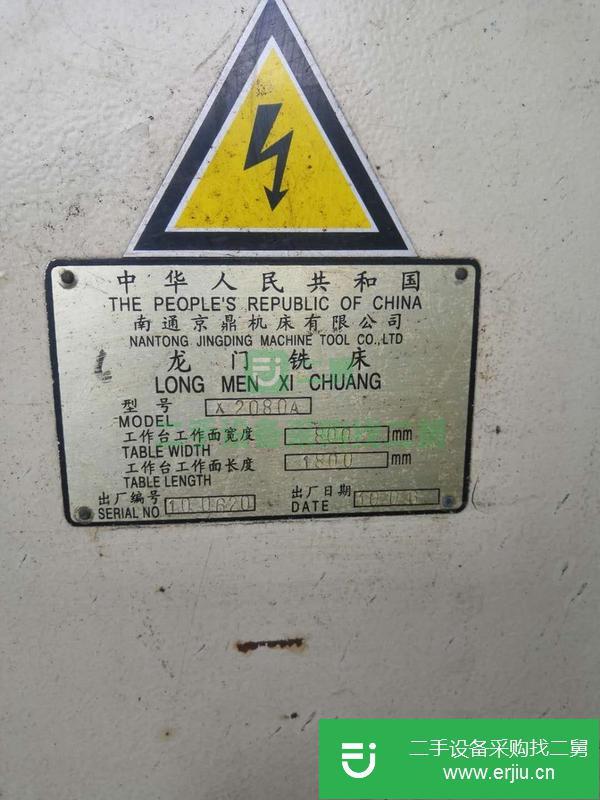 中华人民共和国
THE PEOPLE'S REPUBLIC OF CHINA
南通京鼎机床有限公司
NANTONG JINGDING MACHINE TOOL CO.,LTD
龙门铣床
LONG MEN XI CHUANG
型号 X2080A
MODEL
工作台工作面宽度 800 mm
TABLE WIDTH
工作台工作面长度 1800 mm
TABLE LENGTH
出厂编号 100620 出厂日期
SERIAL NO DATE
二手设备采购找二舅
www.erjiu.cn